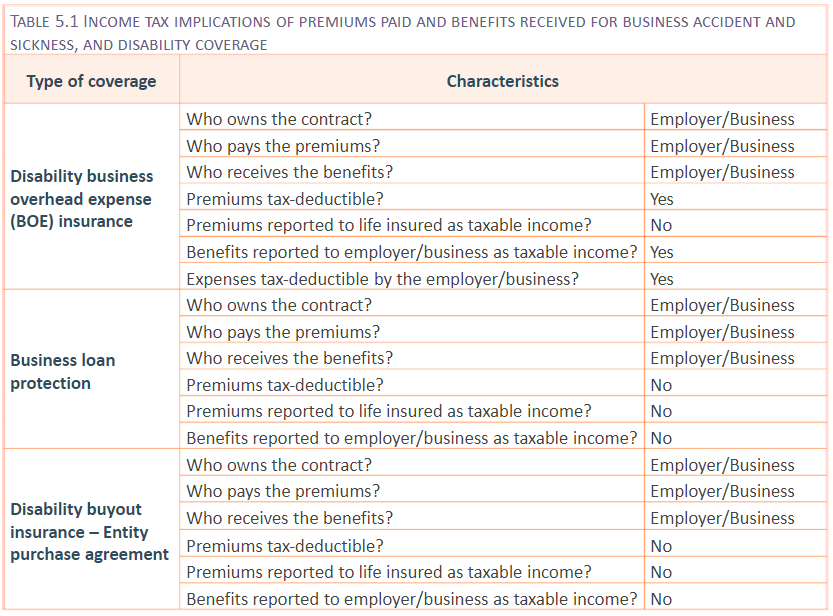 TABLE 5.1 INCOME TAX IMPLICATIONS OF PREMIUMS PAID AND BENEFITS RECEIVED FOR BUSINESS ACCIDENT AND
SICKNESS, AND DISABILITY COVERAGE
Type of coverage Characteristics
Disability business
overhead expense
(BOE) insurance
Who owns the contract? Employer/Business
Who pays the premiums? Employer/Business
Who receives the benefits? Employer/Business
Premiums tax-deductible? Yes
Premiums reported to life insured as taxable income? No
Benefits reported to employer/business as taxable income? Yes
Expenses tax-deductible by the employer/business? Yes
Business loan
protection
Who owns the contract? Employer/Business
Who pays the premiums? Employer/Business
Who receives the benefits? Employer/Business
Premiums tax-deductible? No
Premiums reported to life insured as taxable income? No
Benefits reported to employer/business as taxable income? No
Disability buyout
insurance – Entity
purchase agreement
Who owns the contract? Employer/Business
Who pays the premiums? Employer/Business
Who receives the benefits? Employer/Business
Premiums tax-deductible? No
Premiums reported to life insured as taxable income? No
Benefits reported to employer/business as taxable income? No